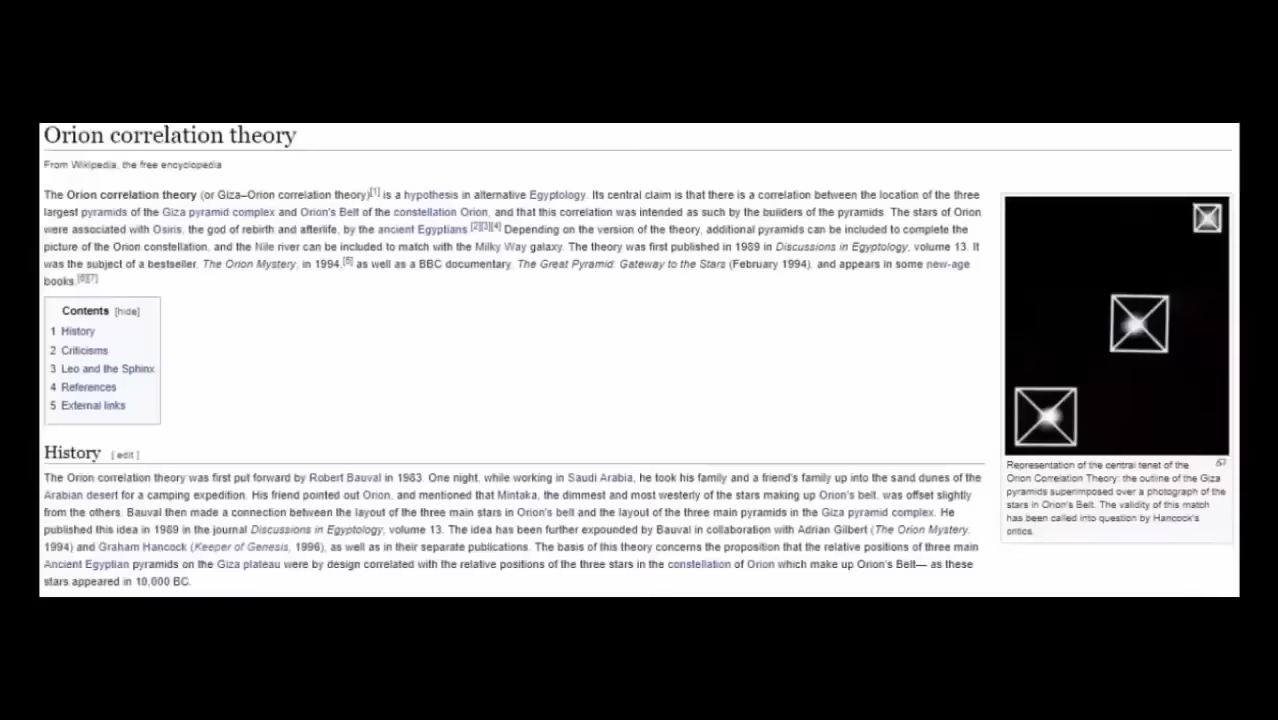 Orion correlation theory
From Wikipedia, the free encyclopedia
The Orion correlation theory (or Giza–Orion correlation theory)[1] is a hypothesis in alternative Egyptology. Its central claim is that there is a correlation between the location of the three
largest pyramids of the Giza pyramid complex and Orion's Belt of the constellation Orion, and that this correlation was intended as such by the builders of the pyramids. The stars of Orion
were associated with Osiris, the god of rebirth and afterlife, by the ancient Egyptians.[2][3][4] Depending on the version of the theory, additional pyramids can be included to complete the
picture of the Orion constellation, and the Nile river can be included to match with the Milky Way galaxy. The theory was first published in 1989 in Discussions in Egyptology, volume 13. It
was the subject of a bestseller, The Orion Mystery, in 1994,[5] as well as a BBC documentary, The Great Pyramid: Gateway to the Stars (February 1994), and appears in some new-age
books.[6][7]
Contents [hide]
1 History
2 Criticisms
3 Leo and the Sphinx
4 References
5 External links
History [ edit ]
The Orion correlation theory was first put forward by Robert Bauval in 1983. One night, while working in Saudi Arabia, he took his family and a friend's family up into the sand dunes of the
Arabian desert for a camping expedition. His friend pointed out Orion, and mentioned that Mintaka, the dimmest and most westerly of the stars making up Orion's belt, was offset slightly
from the others. Bauval then made a connection between the layout of the three main stars in Orion's belt and the layout of the three main pyramids in the Giza pyramid complex. He
published this idea in 1989 in the journal Discussions in Egyptology, volume 13. The idea has been further expounded by Bauval in collaboration with Adrian Gilbert (The Orion Mystery,
1994) and Graham Hancock (Keeper of Genesis, 1996), as well as in their separate publications. The basis of this theory concerns the proposition that the relative positions of three main
Ancient Egyptian pyramids on the Giza plateau were by design correlated with the relative positions of the three stars in the constellation of Orion which make up Orion's Belt— as these
stars appeared in 10,000 BC.
Representation of the central tenet of the
Orion Correlation Theory: the outline of the Giza
pyramids superimposed over a photograph of the
stars in Orion's Belt. The validity of this match
has been called into question by Hancock's
critics.